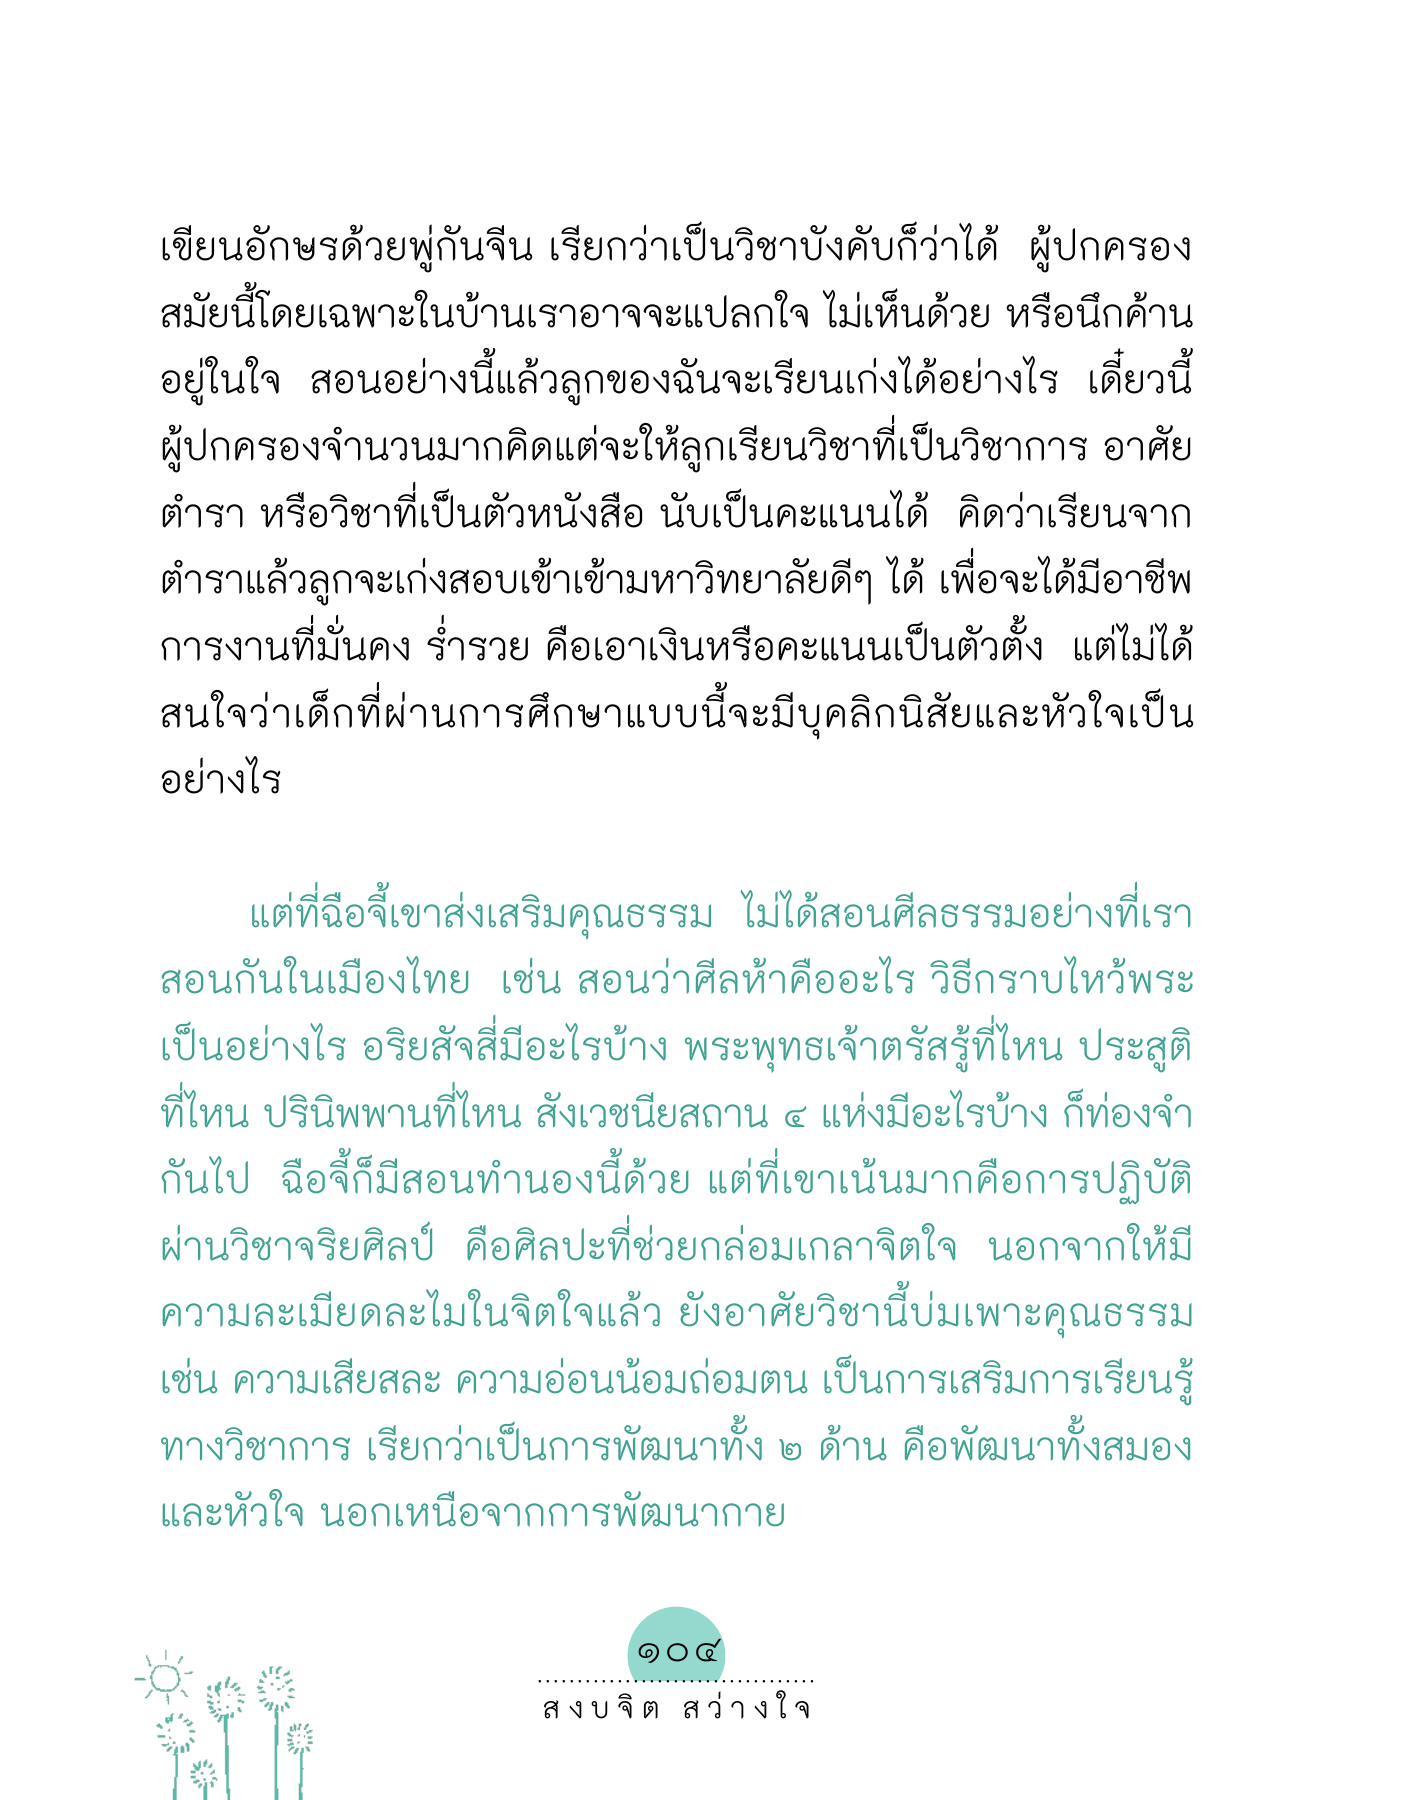 เขียนอักษรด้วยพู่กันจีน เรียกว่าเป็นวิชาบังคับก็ว่าได้ ผู้ปกครอง
สมัยนี้โดยเฉพาะในบ้านเราอาจจะแปลกใจ ไม่เห็นด้วย หรือนึกค้าน
อยู่ในใจ สอนอย่างนี้แล้วลูกของฉันจะเรียนเก่งได้อย่างไร เดี๋ยวนี้
ผู้ปกครองจำนวนมากคิดแต่จะให้ลูกเรียนวิชาที่เป็นวิชาการ อาศัย
ตำรา หรือวิชาที่เป็นตัวหนังสือ นับเป็นคะแนนได้ คิดว่าเรียนจาก
ตำราแล้วลูกจะเก่งสอบเข้าเข้ามหาวิทยาลัยดีๆ ได้ เพื่อจะได้มีอาชีพ
การงานที่มั่นคง ร่ำรวย คือเอาเงินหรือคะแนนเป็นตัวตั้ง แต่ไม่ได้
สนใจว่าเด็กที่ผ่านการศึกษาแบบนี้จะมีบุคลิกนิสัยและหัวใจเป็น
อย่างไร
แต่ที่ฉือจี้เขาส่งเสริมคุณธรรม ไม่ได้สอนศีลธรรมอย่างที่เรา
สอนกันในเมืองไทย เช่น สอนว่าศีลห้าคืออะไร วิธีกราบไหว้พระ
เป็นอย่างไร อริยสัจสี่มีอะไรบ้าง พระพุทธเจ้าตรัสรู้ที่ไหน ประสูติ
ที่ไหน ปรินิพพานที่ไหน สังเวชนียสถาน ๔ แห่งมีอะไรบ้าง ก็ท่องจำ
กันไป ฉือจี้ก็มีสอนทำนองนี้ด้วย แต่ที่เขาเน้นมากคือการปฏิบัติ
ผ่านวิชาจริยศิลป์ คือศิลปะที่ช่วยกล่อมเกลาจิตใจ นอกจากให้มี
ความละเมียดละไมในจิตใจแล้ว ยังอาศัยวิชานี้บ่มเพาะคุณธรรม
เช่น ความเสียสละ ความอ่อนน้อมถ่อมตน เป็นการเสริมการเรียนรู้
ทางวิชาการ เรียกว่าเป็นการพัฒนาทั้ง ๒ ด้าน คือพัฒนาทั้งสมอง
และหัวใจ นอกเหนือจากการพัฒนากาย
๑๐๔
สงบจิต สว่างใจ